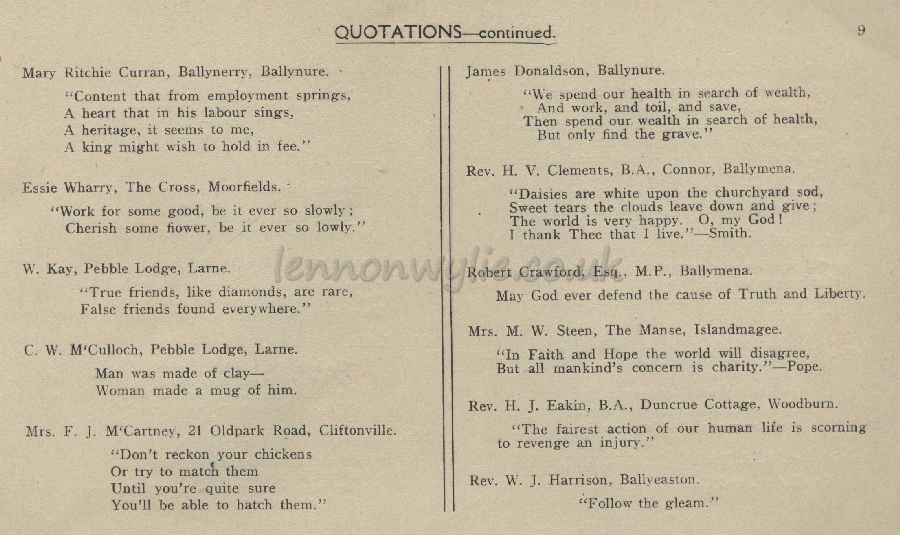 QUOTATIONS—continued.
9
Mary Ritchie Curran, Ballynerry, Ballynure.
"Content that from employment springs,
A heart that in his labour sings,
A heritage, it seems to me,
A king might wish to hold in fee."
Essie Wharry, The Cross, Moorfields.
"Work for some good, be it ever so slowly;
Cherish some flower, be it ever so lowly."
W. Kay, Pebble Lodge, Larne.
"True friends, like diamonds, are rare,
False friends found everywhere."
C. W. M'Culloch, Pebble Lodge, Larne.
Man was made of clay—
Woman made a mug of him.
Mrs. F. J. M'Cartney, 21 Oldpark Road, Cliftonville.
"Don't reckon your chickens
Or try to match them
Until you're quite sure
You'll be able to hatch them."
James Donaldson, Ballynure.
"We spend our health in search of wealth,
And work, and toil, and save,
Then spend our wealth in search of health,
But only find the grave."
Rev. H. V. Clements, B.A., Connor, Ballymena.
"Daisies are white upon the churchyard sod,
Sweet tears the clouds leave down and give;
The world is very happy. O, my God!
I thank Thee that I live."—Smith.
Robert Crawford, Esq., M.P., Ballymena.
May God ever defend the cause of Truth and Liberty.
Mrs. M. W. Steen, The Manse, Islandmagee.
"In Faith and Hope the world will disagree,
But all mankind's concern is charity."—Pope.
Rev. H. J. Eakin, B.A., Duncrue Cottage, Woodburn.
"The fairest action of our human life is scorning
to revenge an injury."
Rev. W. J. Harrison, Ballyeaston.
"Follow the gleam."
lennonwylie.co.uk